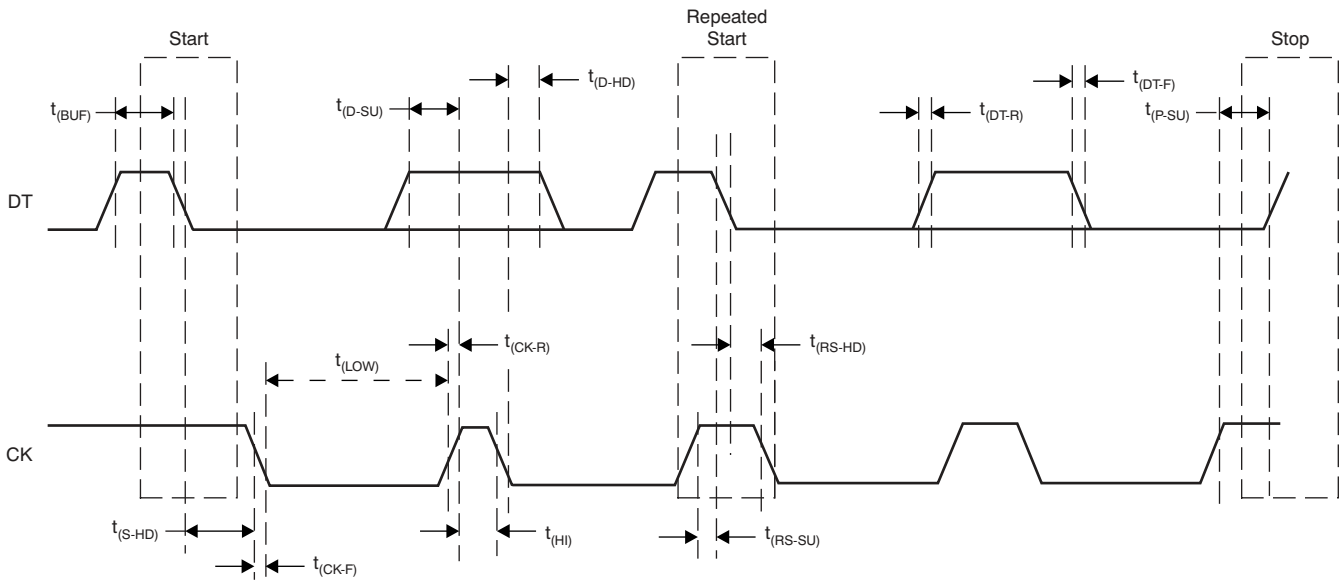 Start
Repeated
Start
Stop
t(BUF)
t(D-SU)
t(D-HD)
t(DT-R)
t(DT-F)
t(P-SU)
DT
t(LOW)
t(CK-R)
t(RS-HD)
CK
t(S-HD)
t(CK-F)
t(HI)
t(RS-SU)